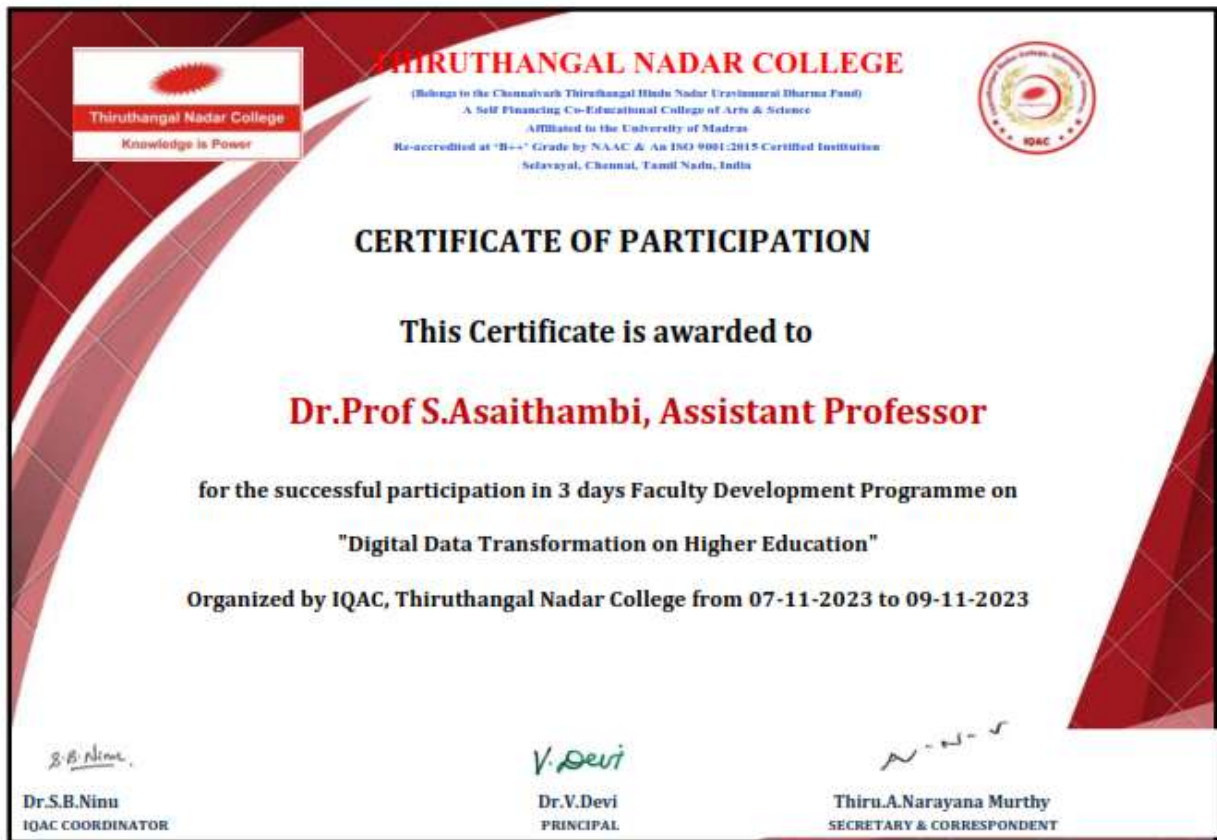 THIRUTHANGAL NADAR COLLEGE
(Belongs to the Chennaivazh Thiruthangal Hindu Nadar Uravinmurai Dharma Fund)
A Self Financing Co-Educational College of Arts & Science
Affiliated to the University of Madras
Re-accredited at "B++" Grade by NAAC & An ISO 9001:2015 Certified Institution
Selavayal, Chennai, Tamil Nadu, India
Thiruthangal Nadar College
Knowledge is Power
IQAC
CERTIFICATE OF PARTICIPATION
This Certificate is awarded to
Dr.Prof S.Asaithambi, Assistant Professor
for the successful participation in 3 days Faculty Development Programme on
"Digital Data Transformation on Higher Education"
Organized by IQAC, Thiruthangal Nadar College from 07-11-2023 to 09-11-2023
S.B.Ninu.
V.Devi
Dr.S.B.Ninu
IQAC COORDINATOR
Dr.V.Devi
PRINCIPAL
Thiru.A.Narayana Murthy
SECRETARY & CORRESPONDENT